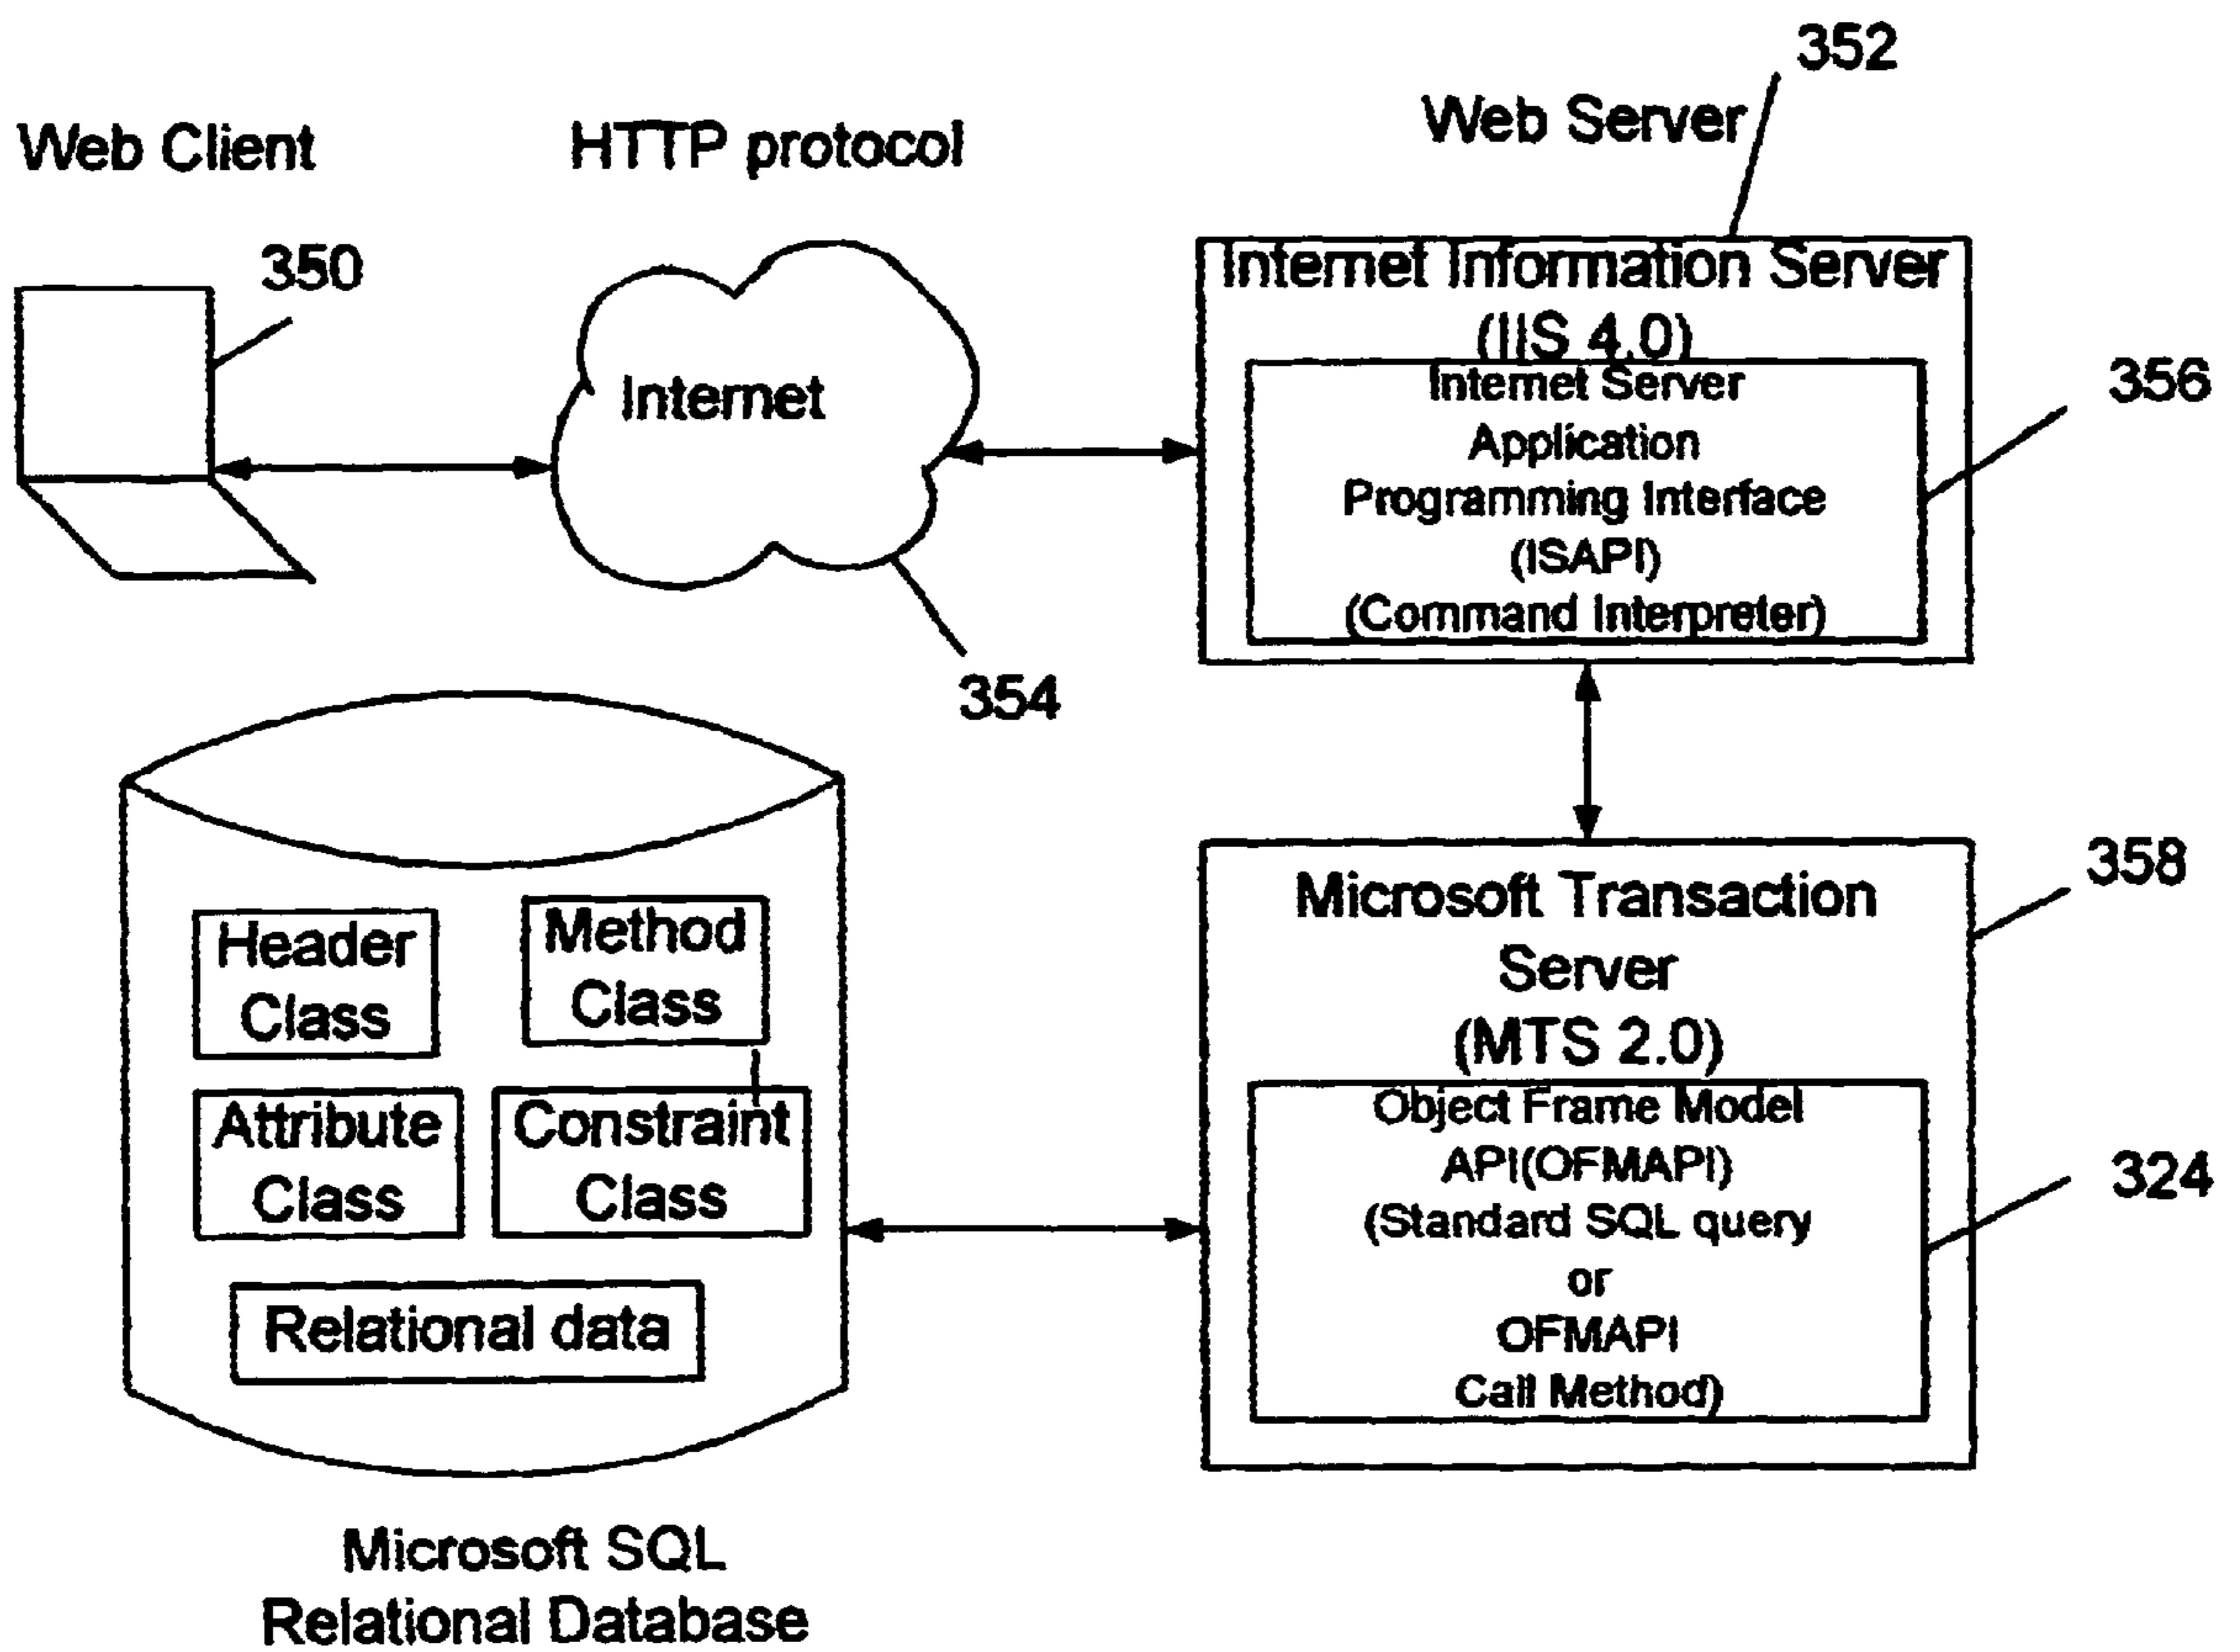 352
Web Server
Web Client
HTTP protocol
350
Internet
Internet Information Server
(IIS 4.0)
Internet Server
Application
Programming Interface
(ISAPI)
(Command Interpreter)
356
354
Header
Class
Method
Class
Attribute
Class
Constraint
Class
Relational data
Microsoft SQL
Relational Database
Microsoft Transaction
Server
(MTS 2.0)
358
Object Frame Model
API(OFMAPI)
(Standard SQL query
or
OFMAPI
Call Method)
324